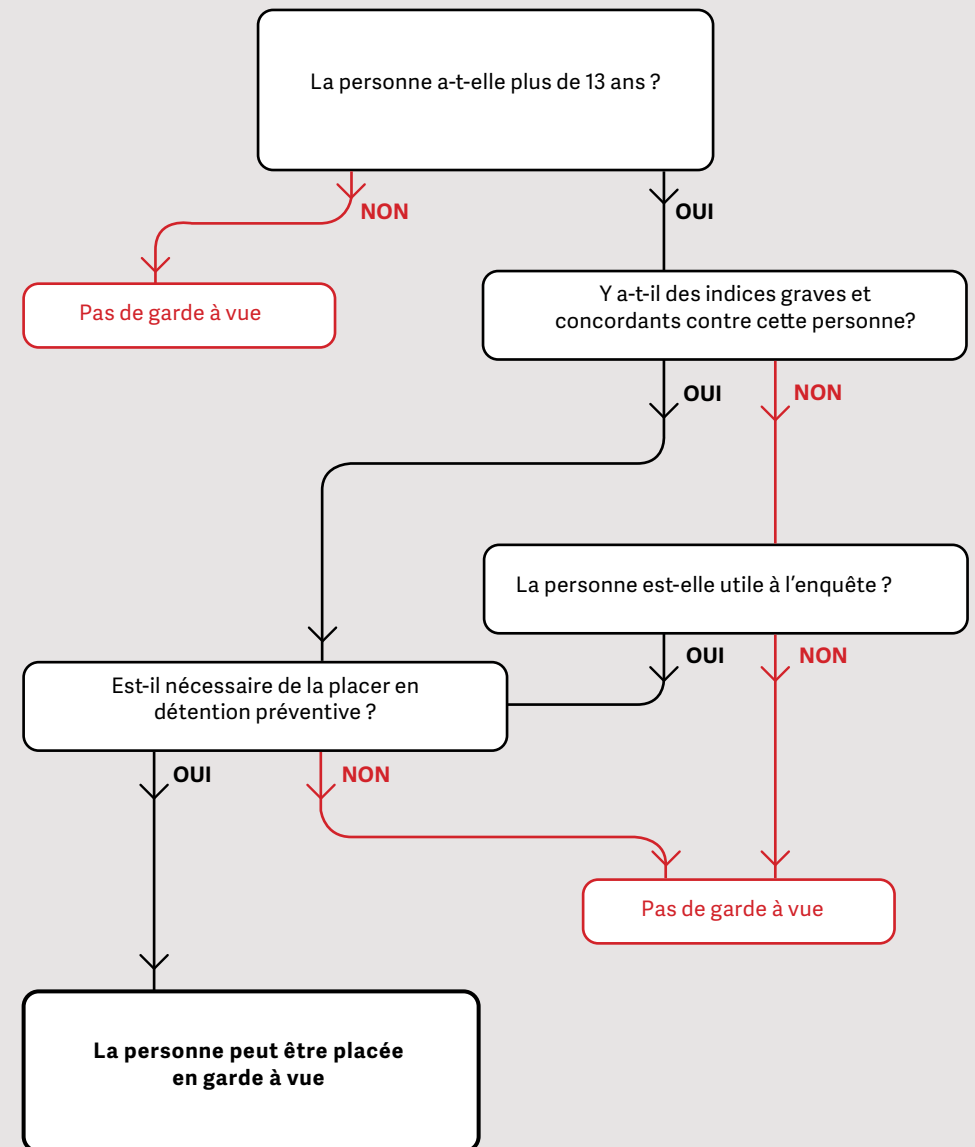 La personne a-t-elle plus de 13 ans ?
NON
OUI
Pas de garde à vue
Y a-t-il des indices graves et
concordants contre cette personne?
OUI
NON
La personne est-elle utile à l’enquête ?
OUI
NON
Est-il nécessaire de la placer en
détention préventive ?
OUI
NON
Pas de garde à vue
La personne peut être placée
en garde à vue